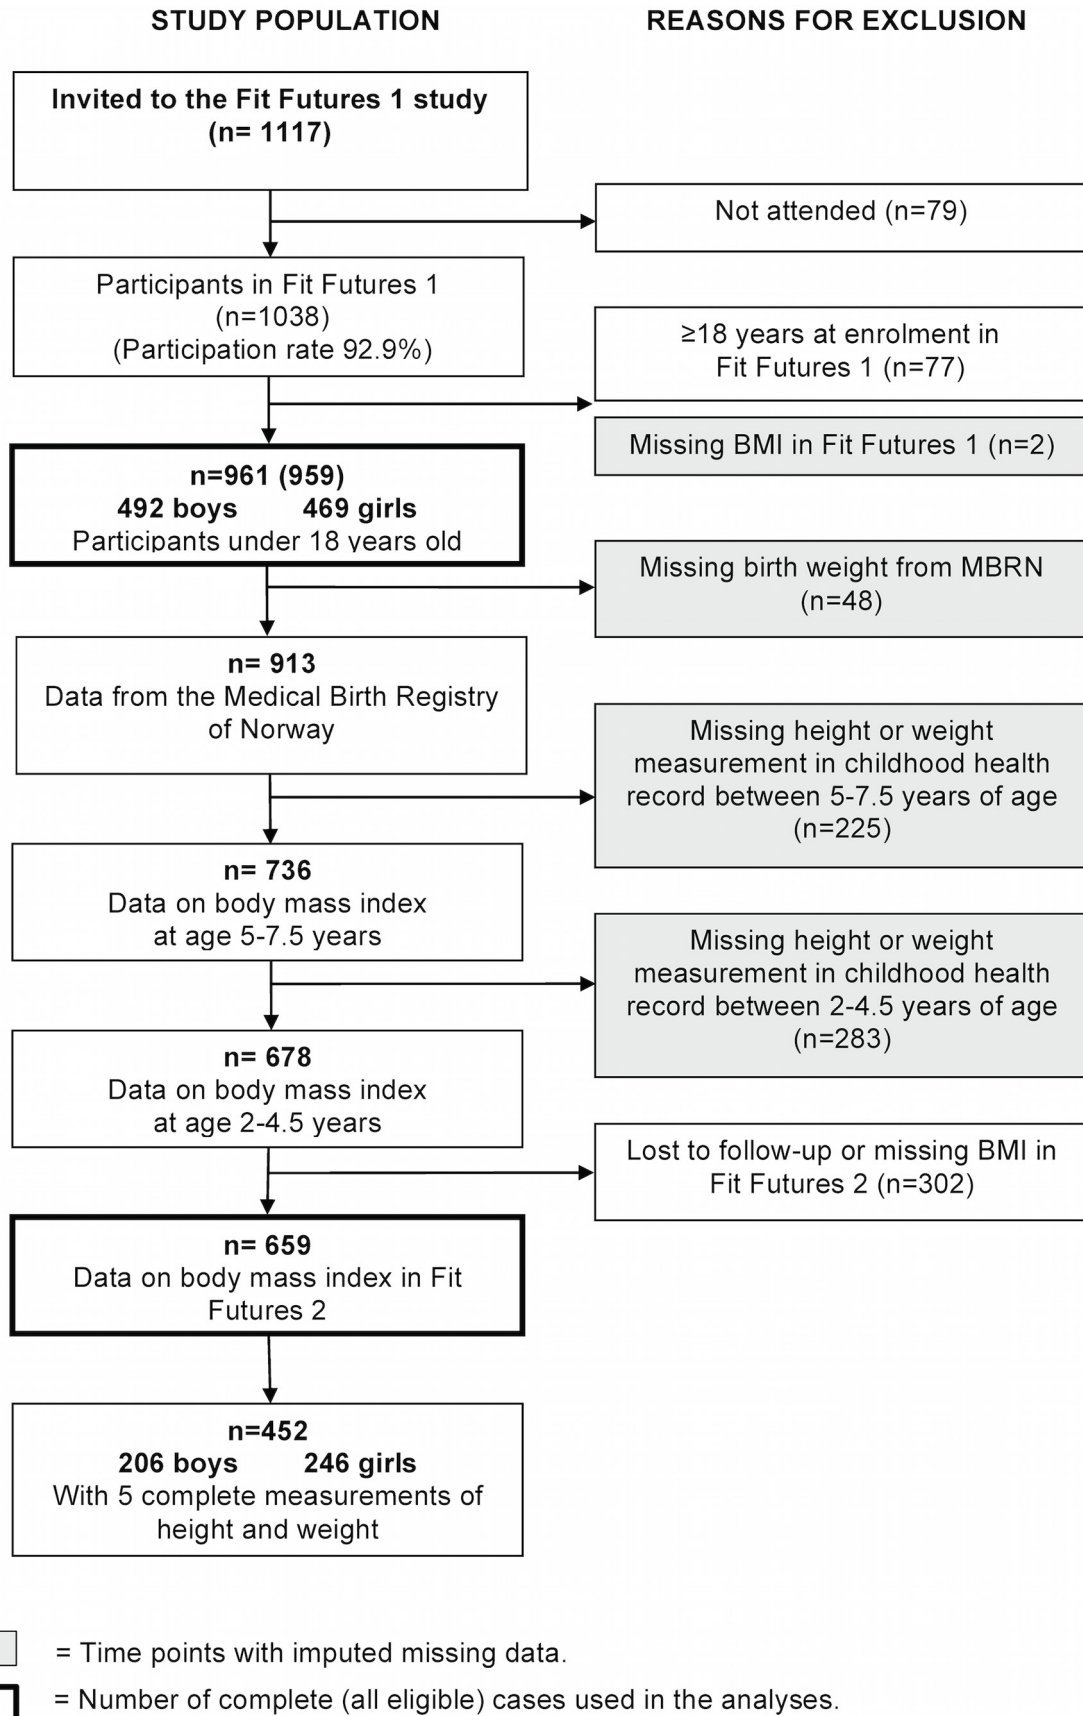 STUDY POPULATION
REASONS FOR EXCLUSION
Invited to the Fit Futures 1 study
(n= 1117)
Not attended (n=79)
Participants in Fit Futures 1
(n=1038)
(Participation rate 92.9%)
≥18 years at enrolment in
Fit Futures 1 (n=77)
Missing BMI in Fit Futures 1 (n=2)
n=961 (959)
492 boys 469 girls
Participants under 18 years old
Missing birth weight from MBRN
(n=48)
n= 913
Data from the Medical Birth Registry
of Norway
Missing height or weight
measurement in childhood health
record between 5-7.5 years of age
(n=225)
n= 736
Data on body mass index
at age 5-7.5 years
Missing height or weight
measurement in childhood health
record between 2-4.5 years of age
(n=283)
n= 678
Data on body mass index
at age 2-4.5 years
Lost to follow-up or missing BMI in
Fit Futures 2 (n=302)
n= 659
Data on body mass index in Fit
Futures 2
n=452
206 boys 246 girls
With 5 complete measurements of
height and weight
= Time points with imputed missing data.
= Number of complete (all eligible) cases used in the analyses.